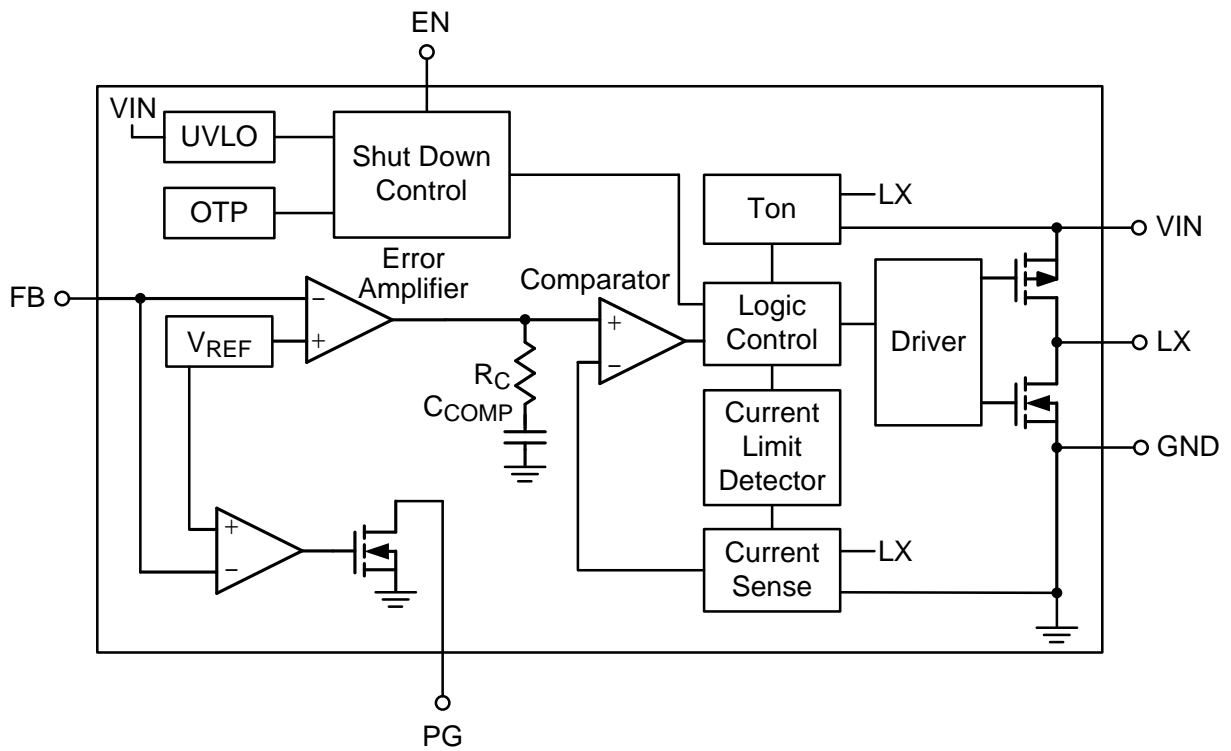 EN
VIN
UVLO
Shut Down
Control
OTP
Ton
LX
VIN
Error
Amplifier
Comparator
FB
−
+
VREF
+
−
Logic
Control
Driver
LX
RC
CCOMP
Current
Limit
Detector
GND
+
−
Current
Sense
LX
PG